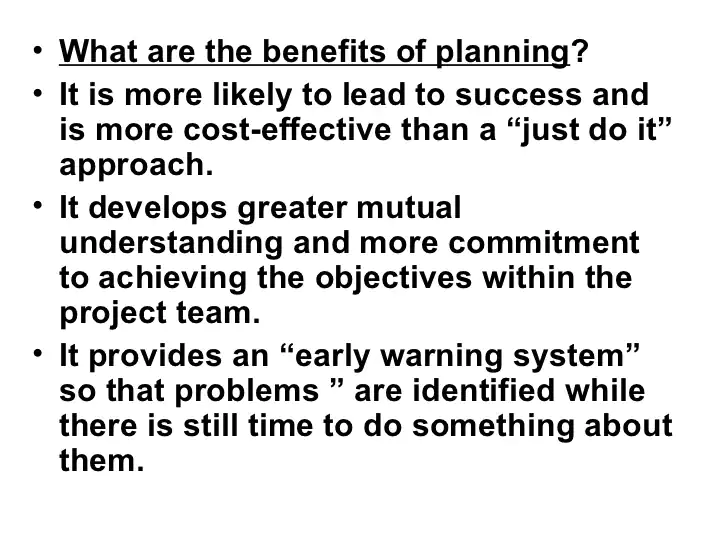 • What are the benefits of planning?
• It is more likely to lead to success and
is more cost-effective than a “just do it”
approach.
• It develops greater mutual
understanding and more commitment
to achieving the objectives within the
project team.
• It provides an “early warning system”
so that problems ” are identified while
there is still time to do something about
them.